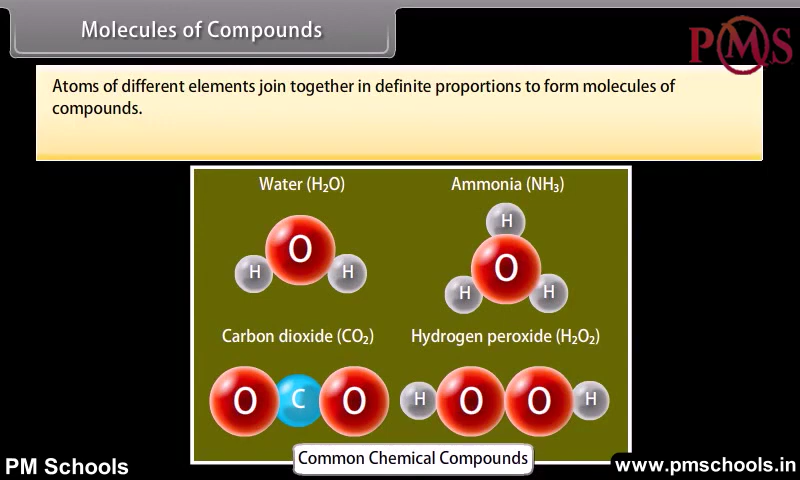 Molecules of Compounds
PMS
Atoms of different elements join together in definite proportions to form molecules of
compounds.
Water (H₂O)
Ammonia (NH₃)
H
O
H
H
O
H
H
Carbon dioxide (CO₂)
Hydrogen peroxide (H₂O₂)
O C O
H O O H
Common Chemical Compounds
PM Schools
www.pmschools.in